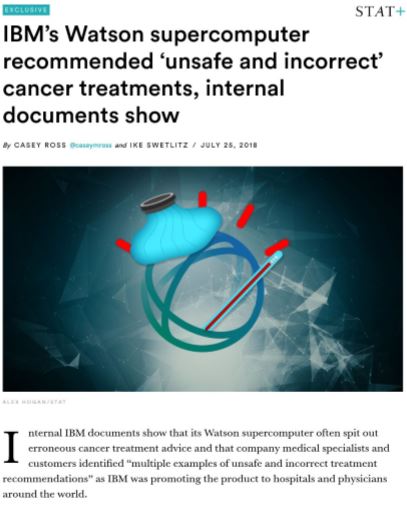 EXCLUSIVE
STAT+
IBM’s Watson supercomputer
recommended ‘unsafe and incorrect’
cancer treatments, internal
documents show
By CASEY ROSS @caseymross and IKE SWETLITZ / JULY 25, 2018
ALEX HOGAN/STAT
Internal IBM documents show that its Watson supercomputer often spit out
erroneous cancer treatment advice and that company medical specialists and
customers identified “multiple examples of unsafe and incorrect treatment
recommendations” as IBM was promoting the product to hospitals and physicians
around the world.